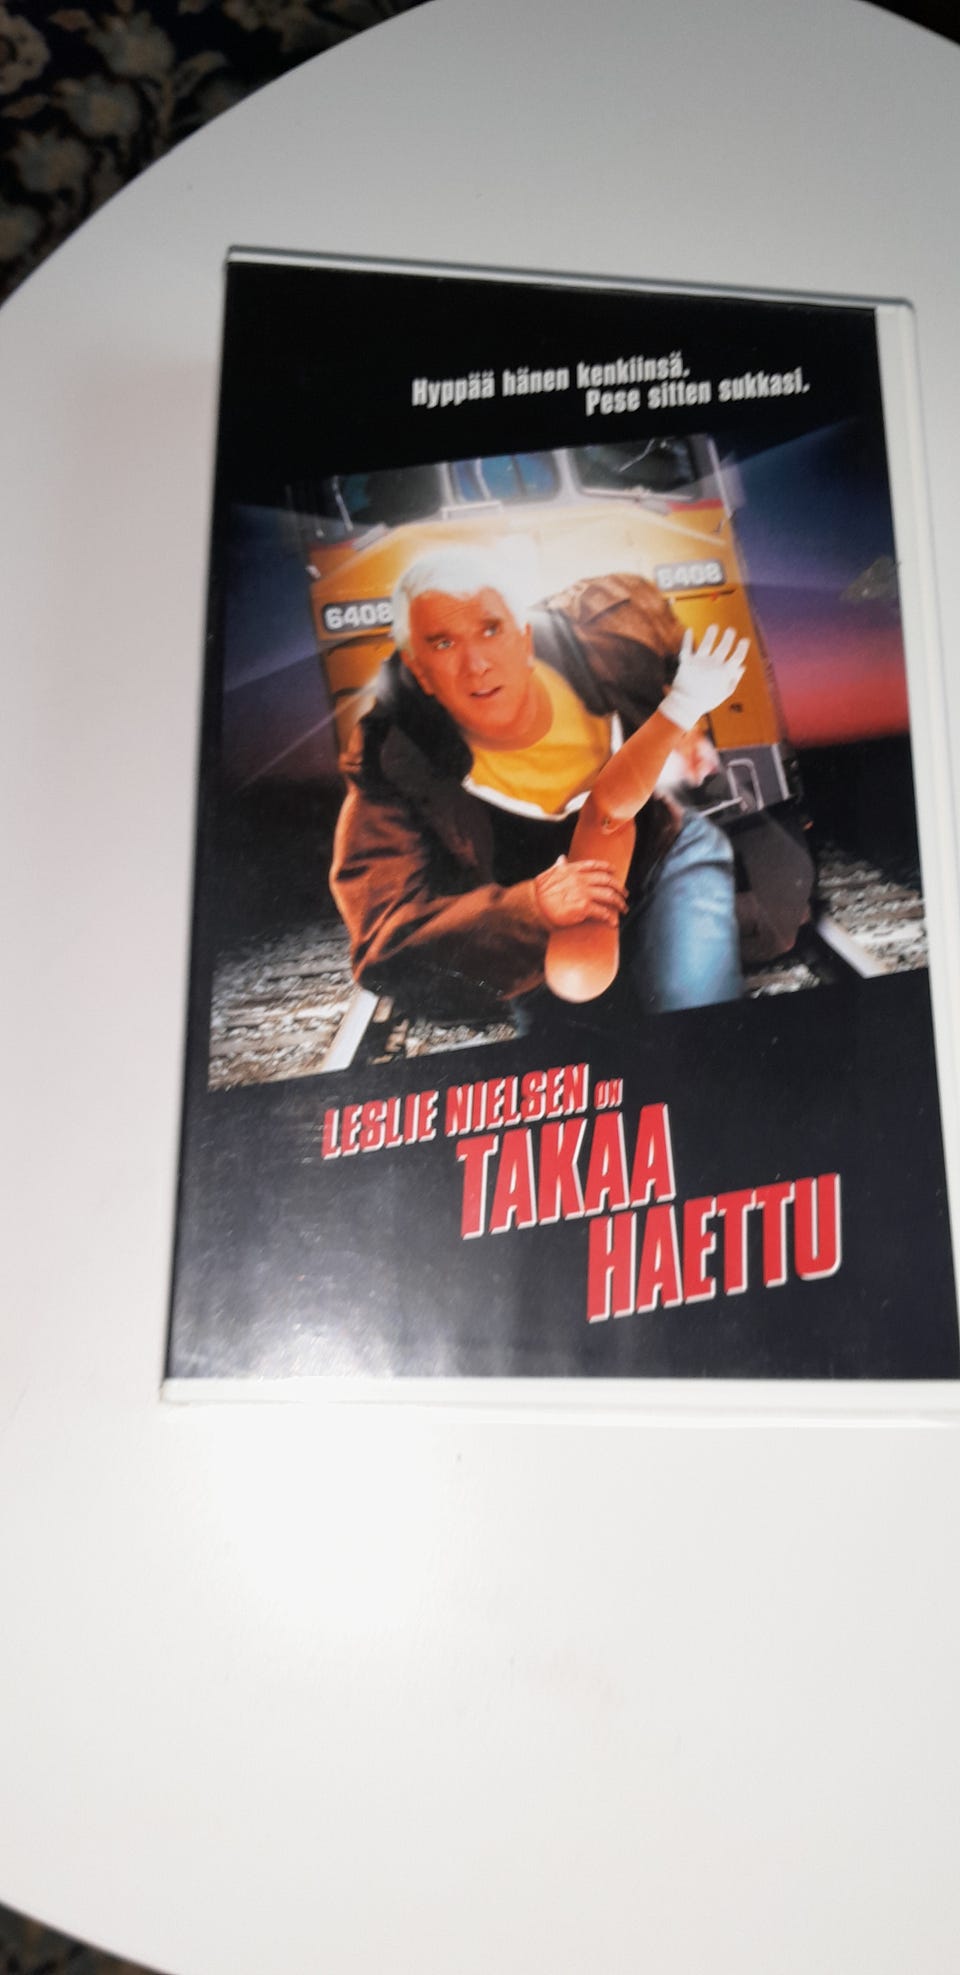 Hyppää hänen kenkiinsä.
Pese sitten sukkasi.
6408
6408
LESLIE NIELSEN ON
TAKAA
HAETTU